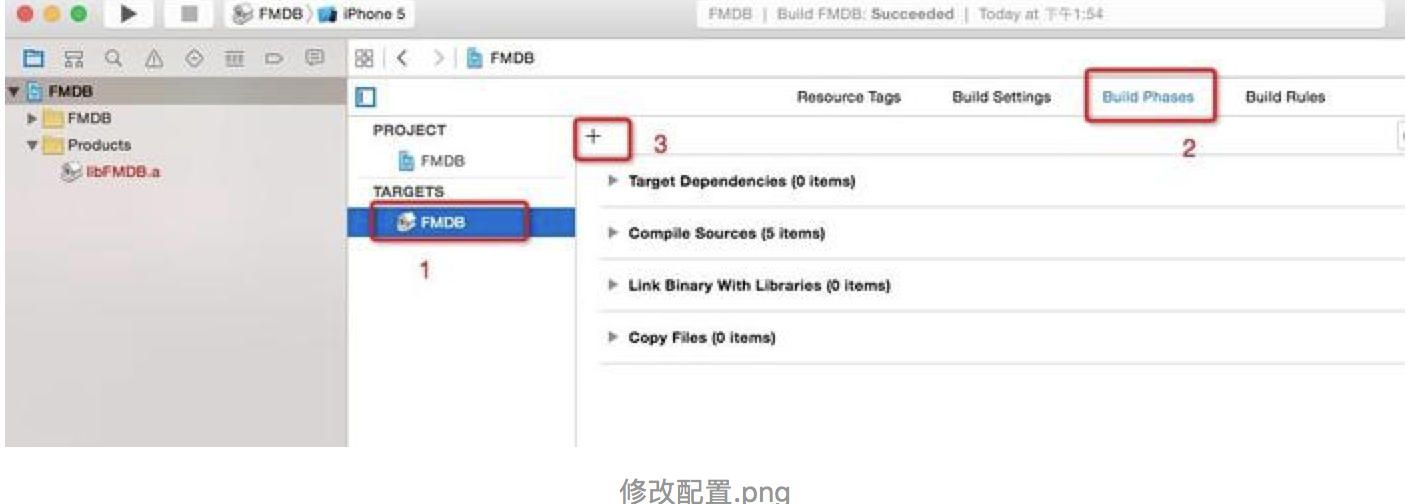 FMDB iPhone 5 FMDB | Build FMDB: Succeeded | Today at 下午1:54
FMDB
FMDB
FMDB
Products
libFMDB.a
Resource Tags Build Settings Build Phases Build Rules
2
PROJECT
FMDB
TARGETS
FMDB
1
+ 3
Target Dependencies (0 items)
Compile Sources (5 items)
Link Binary With Libraries (0 items)
Copy Files (0 items)
修改配置.png